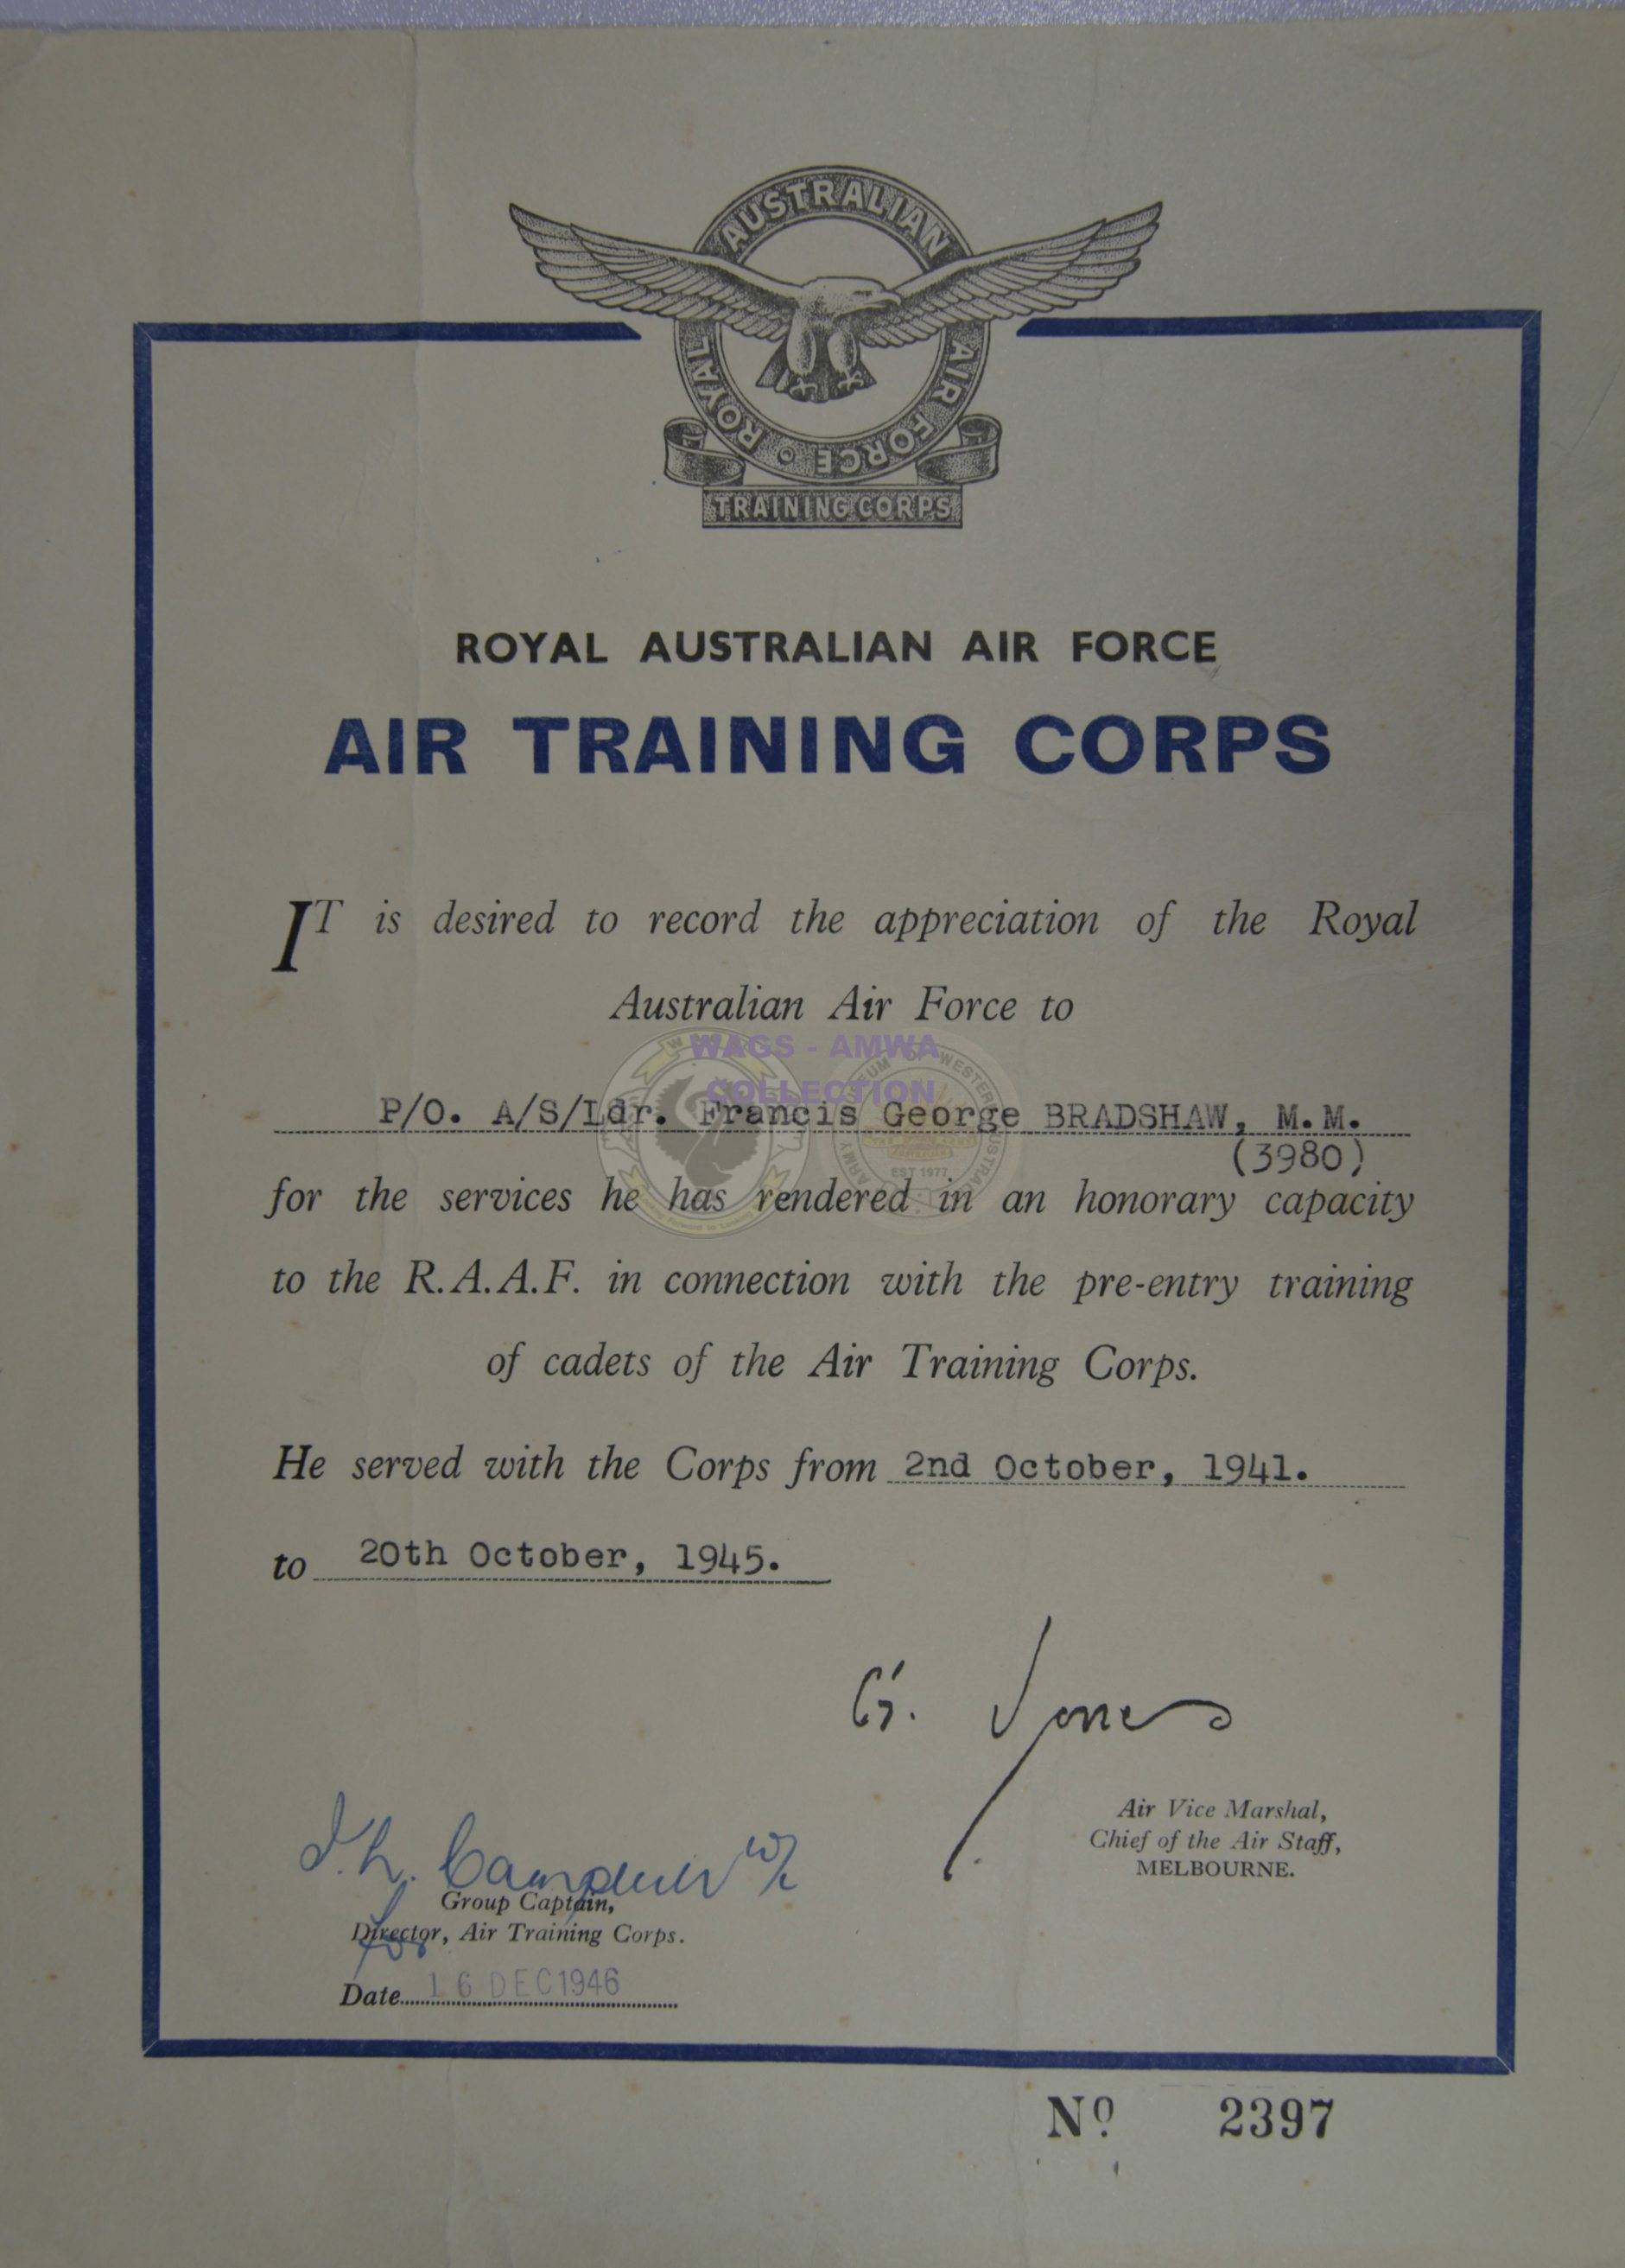 ROYAL AUSTRALIAN AIR FORCE
TRAINING CORPS
ROYAL AUSTRALIAN AIR FORCE
AIR TRAINING CORPS
IT is desired to record the appreciation of the Royal
Australian Air Force to
WAGS - AMWA
COLLECTION
P/O. A/S/Ldr. Francis George BRADSHAW, M.M.
(3980)
EST 1977
for the services he has rendered in an honorary capacity
to the R.A.A.F. in connection with the pre-entry training
of cadets of the Air Training Corps.
He served with the Corps from 2nd October, 1941.
to 20th October, 1945.
G. Jones
Air Vice Marshal,
Chief of the Air Staff,
MELBOURNE.
W/C
Group Captain,
for
Director, Air Training Corps.
Date 16 DEC 1946
No 2397